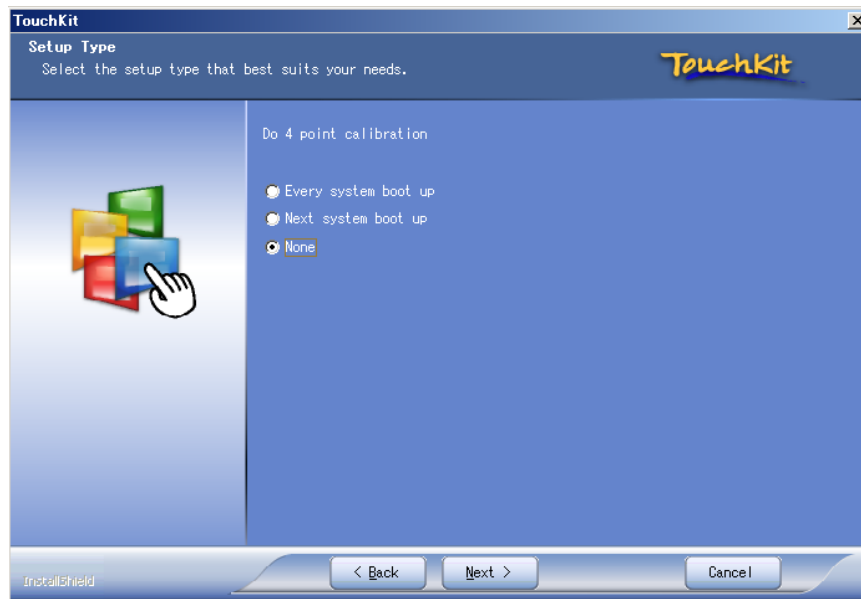 TouchKit
Setup Type
Select the setup type that best suits your needs.
TouchKit
Do 4 point calibration
Every system boot up
Next system boot up
None
InstallShield
< Back
Next >
Cancel